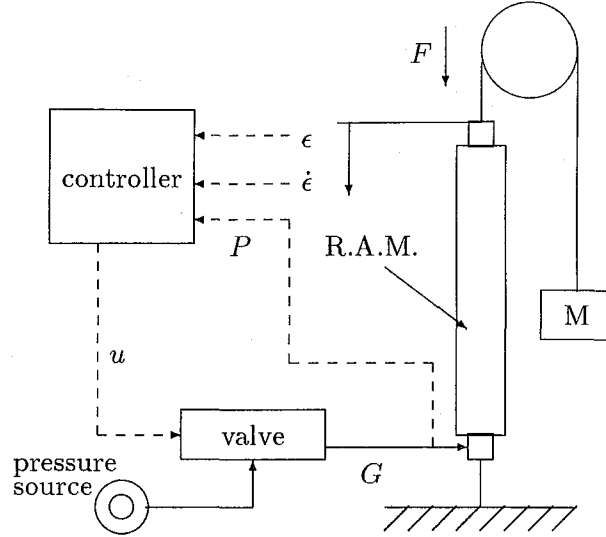 F
ϵ
controller
ϵ̇
P
R.A.M.
M
u
valve
pressure
source
G